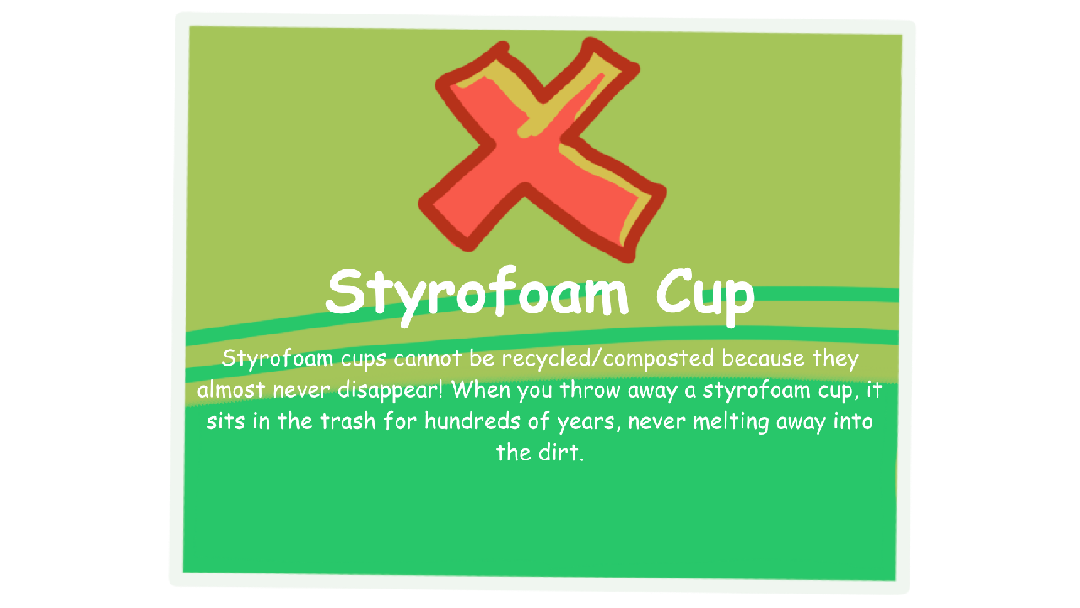 Styrofoam Cup
Styrofoam cups cannot be recycled/composted because they
almost never disappear! When you throw away a styrofoam cup, it
sits in the trash for hundreds of years, never melting away into
the dirt.